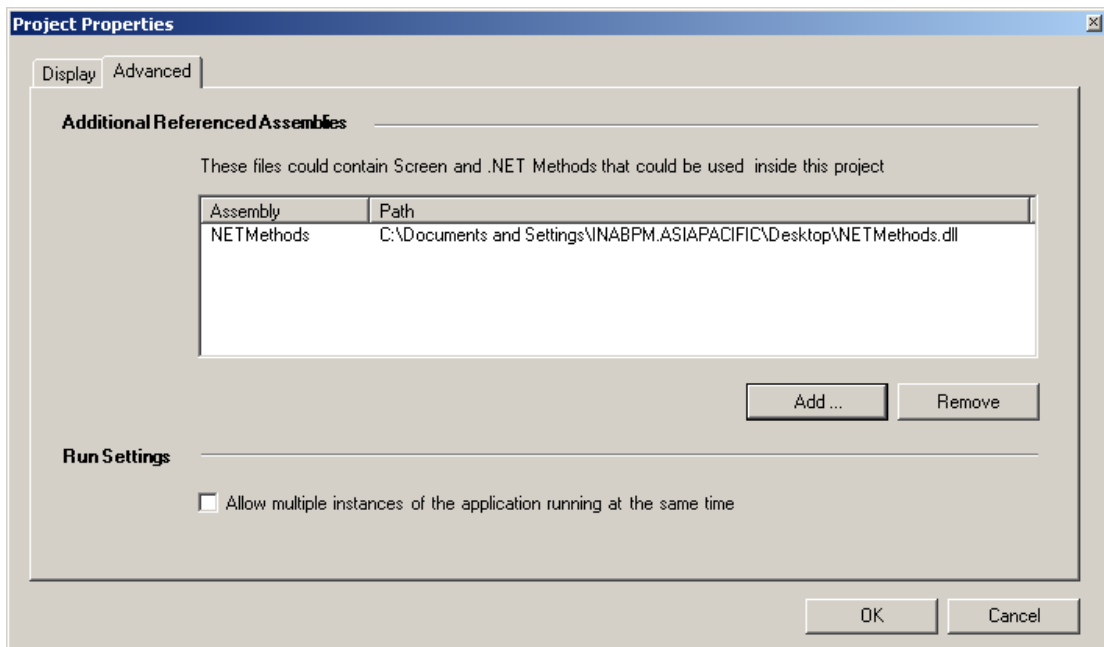 Project Properties
Display Advanced
Additional Referenced Assemblies
These files could contain Screen and .NET Methods that could be used inside this project
Assembly Path
NETMethods C:\Documents and Settings\INABPM.ASIAPACIFIC\Desktop\NETMethods.dll
Add ... Remove
Run Settings
Allow multiple instances of the application running at the same time
OK Cancel